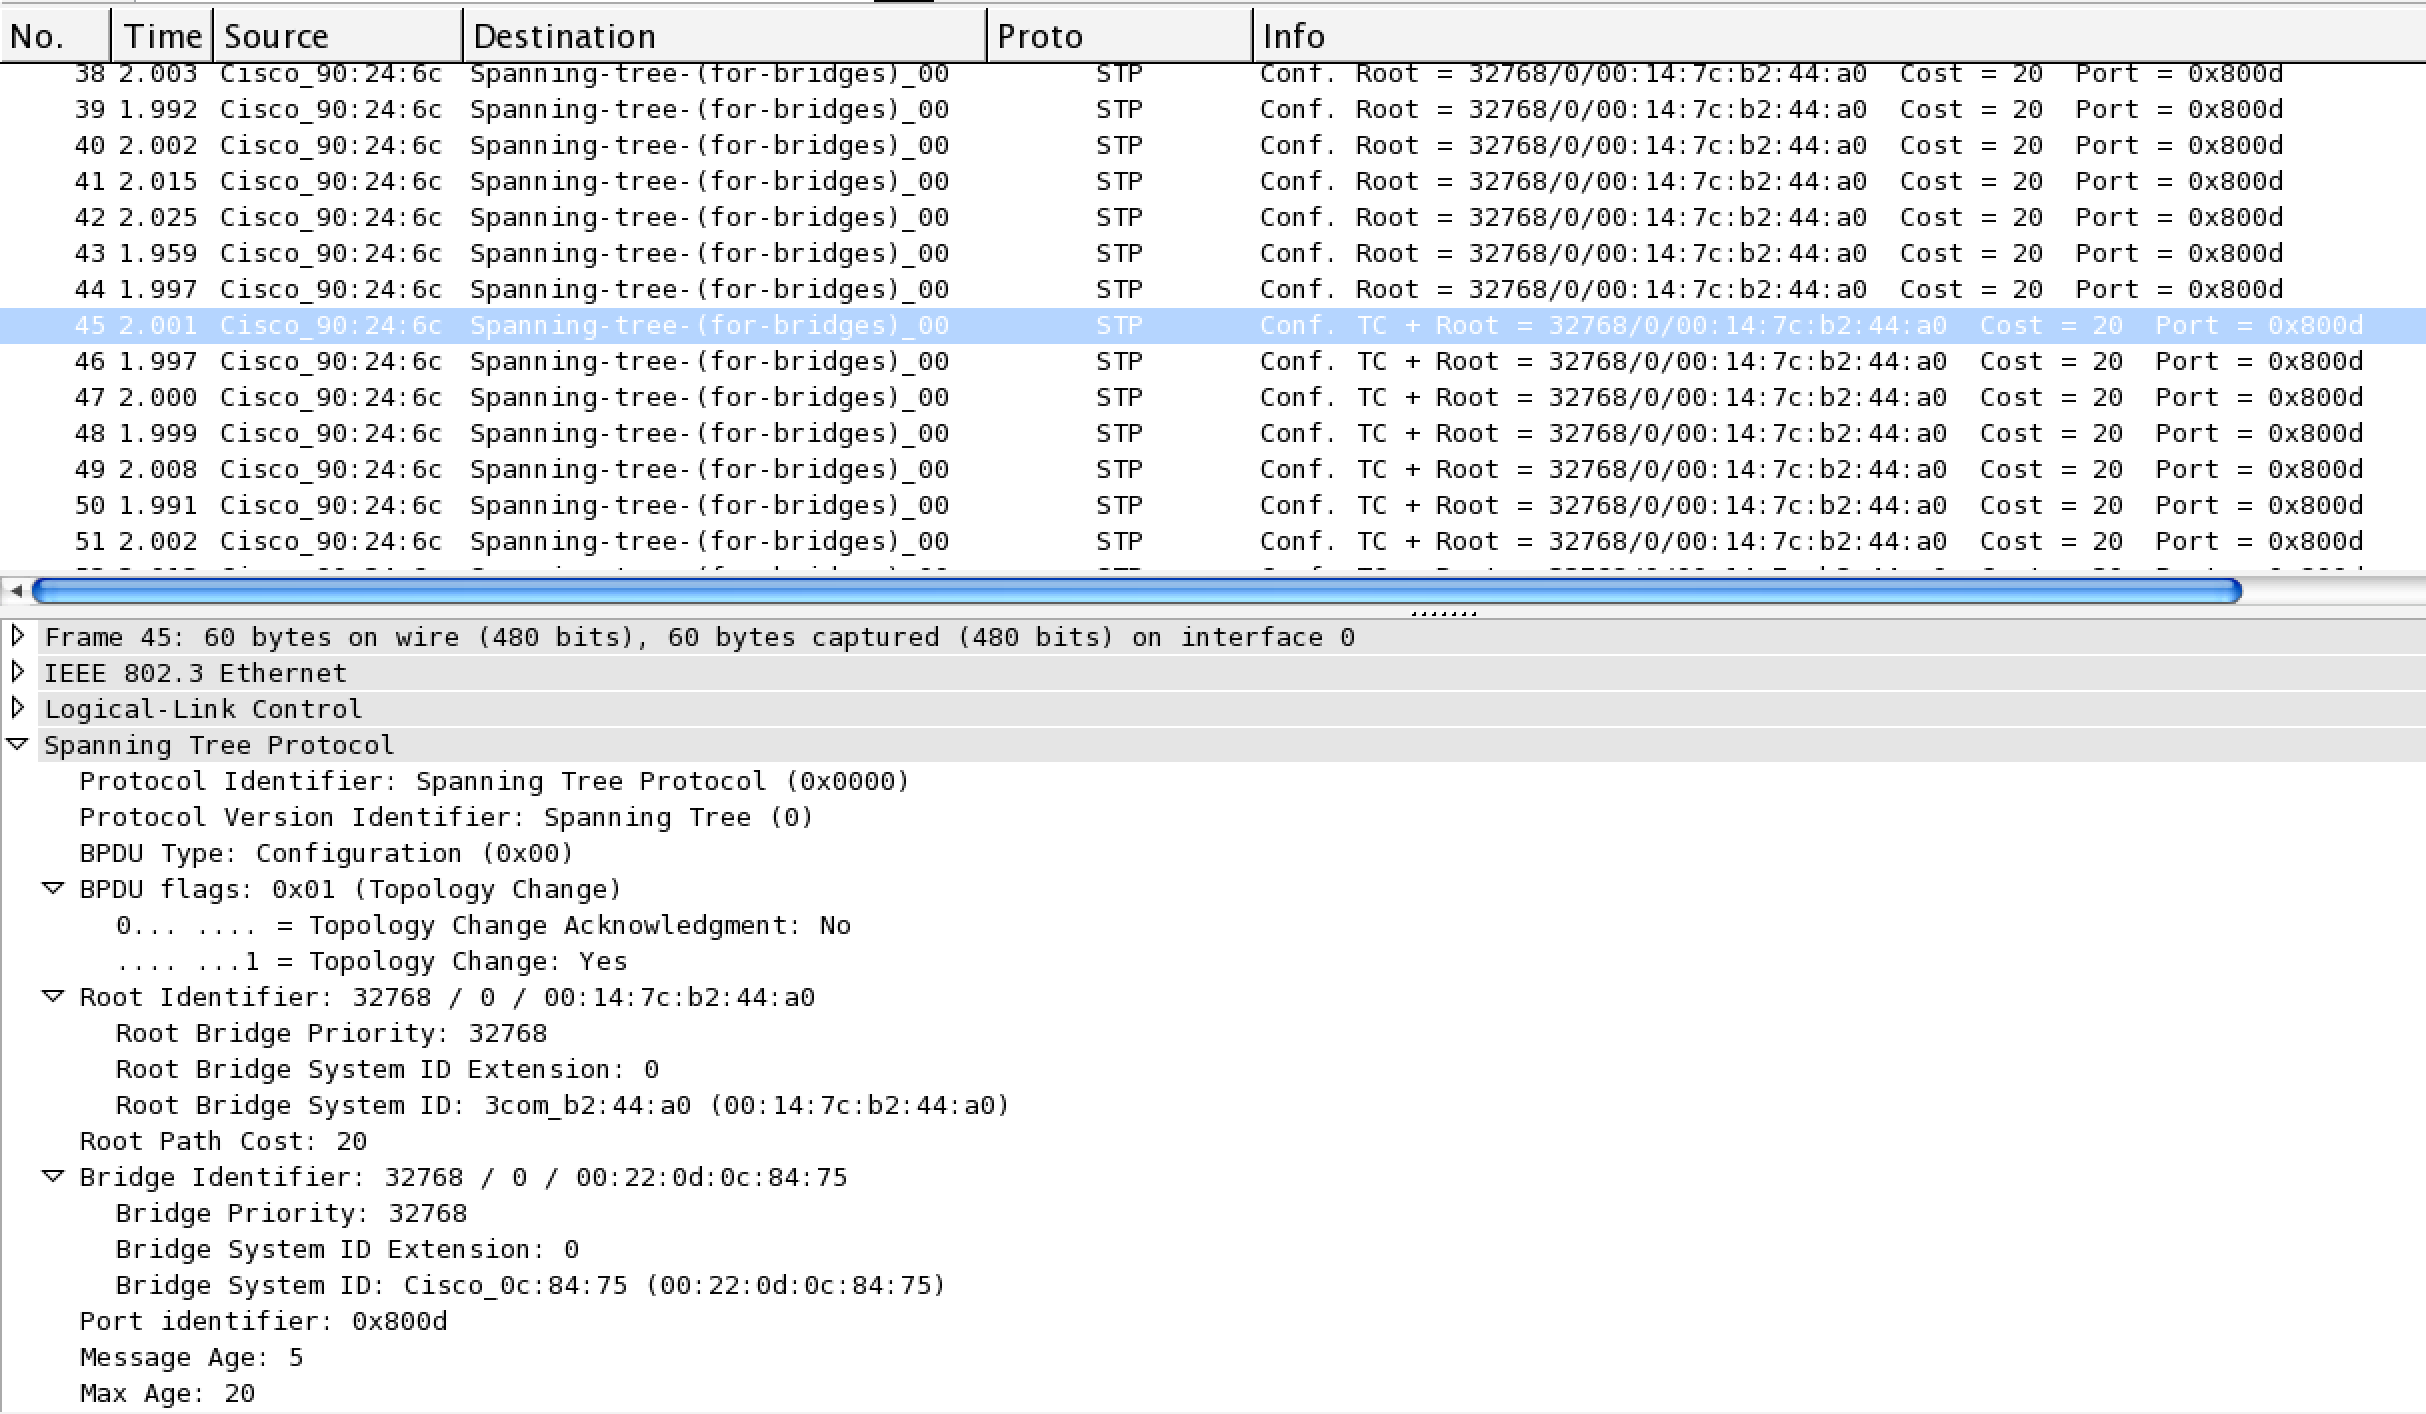 No. Time Source Destination Proto Info
38 2.003 Cisco_90:24:6c Spanning-tree-(for-bridges)_00 STP Conf. Root = 32768/0/00:14:7c:b2:44:a0 Cost = 20 Port = 0x800d
39 1.992 Cisco_90:24:6c Spanning-tree-(for-bridges)_00 STP Conf. Root = 32768/0/00:14:7c:b2:44:a0 Cost = 20 Port = 0x800d
40 2.002 Cisco_90:24:6c Spanning-tree-(for-bridges)_00 STP Conf. Root = 32768/0/00:14:7c:b2:44:a0 Cost = 20 Port = 0x800d
41 2.015 Cisco_90:24:6c Spanning-tree-(for-bridges)_00 STP Conf. Root = 32768/0/00:14:7c:b2:44:a0 Cost = 20 Port = 0x800d
42 2.025 Cisco_90:24:6c Spanning-tree-(for-bridges)_00 STP Conf. Root = 32768/0/00:14:7c:b2:44:a0 Cost = 20 Port = 0x800d
43 1.959 Cisco_90:24:6c Spanning-tree-(for-bridges)_00 STP Conf. Root = 32768/0/00:14:7c:b2:44:a0 Cost = 20 Port = 0x800d
44 1.997 Cisco_90:24:6c Spanning-tree-(for-bridges)_00 STP Conf. Root = 32768/0/00:14:7c:b2:44:a0 Cost = 20 Port = 0x800d
45 2.001 Cisco_90:24:6c Spanning-tree-(for-bridges)_00 STP Conf. TC + Root = 32768/0/00:14:7c:b2:44:a0 Cost = 20 Port = 0x800d
46 1.997 Cisco_90:24:6c Spanning-tree-(for-bridges)_00 STP Conf. TC + Root = 32768/0/00:14:7c:b2:44:a0 Cost = 20 Port = 0x800d
47 2.000 Cisco_90:24:6c Spanning-tree-(for-bridges)_00 STP Conf. TC + Root = 32768/0/00:14:7c:b2:44:a0 Cost = 20 Port = 0x800d
48 1.999 Cisco_90:24:6c Spanning-tree-(for-bridges)_00 STP Conf. TC + Root = 32768/0/00:14:7c:b2:44:a0 Cost = 20 Port = 0x800d
49 2.008 Cisco_90:24:6c Spanning-tree-(for-bridges)_00 STP Conf. TC + Root = 32768/0/00:14:7c:b2:44:a0 Cost = 20 Port = 0x800d
50 1.991 Cisco_90:24:6c Spanning-tree-(for-bridges)_00 STP Conf. TC + Root = 32768/0/00:14:7c:b2:44:a0 Cost = 20 Port = 0x800d
51 2.002 Cisco_90:24:6c Spanning-tree-(for-bridges)_00 STP Conf. TC + Root = 32768/0/00:14:7c:b2:44:a0 Cost = 20 Port = 0x800d
Frame 45: 60 bytes on wire (480 bits), 60 bytes captured (480 bits) on interface 0
IEEE 802.3 Ethernet
Logical-Link Control
Spanning Tree Protocol
Protocol Identifier: Spanning Tree Protocol (0x0000)
Protocol Version Identifier: Spanning Tree (0)
BPDU Type: Configuration (0x00)
BPDU flags: 0x01 (Topology Change)
0... .... = Topology Change Acknowledgment: No
.... ...1 = Topology Change: Yes
Root Identifier: 32768 / 0 / 00:14:7c:b2:44:a0
Root Bridge Priority: 32768
Root Bridge System ID Extension: 0
Root Bridge System ID: 3com_b2:44:a0 (00:14:7c:b2:44:a0)
Root Path Cost: 20
Bridge Identifier: 32768 / 0 / 00:22:0d:0c:84:75
Bridge Priority: 32768
Bridge System ID Extension: 0
Bridge System ID: Cisco_0c:84:75 (00:22:0d:0c:84:75)
Port identifier: 0x800d
Message Age: 5
Max Age: 20